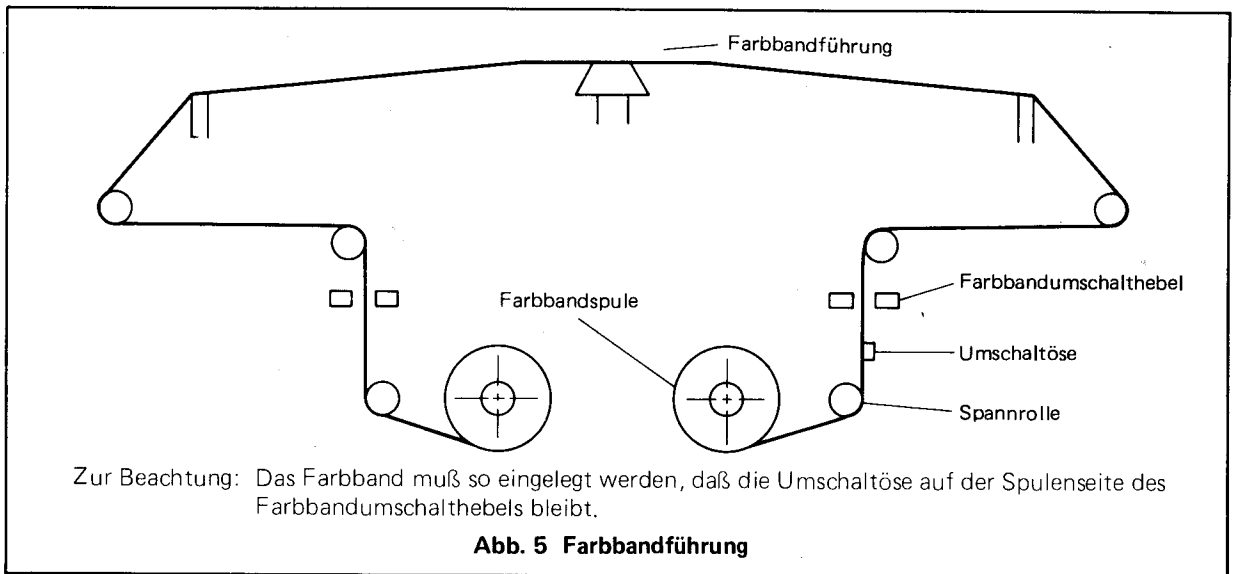 Farbbandführung
Farbbandumschalthebel
Farbbandspule
Umschaltöse
Spannrolle
Zur Beachtung: Das Farbband muß so eingelegt werden, daß die Umschaltöse auf der Spulenseite des
Farbbandumschalthebels bleibt.
Abb. 5 Farbbandführung